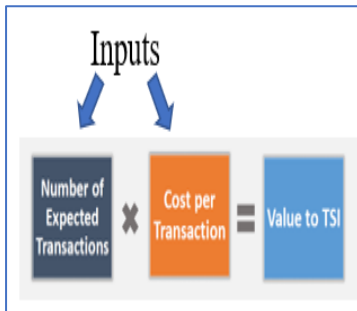 Inputs
Number of
Expected
Transactions
×
Cost per
Transaction
=
Value to TSI